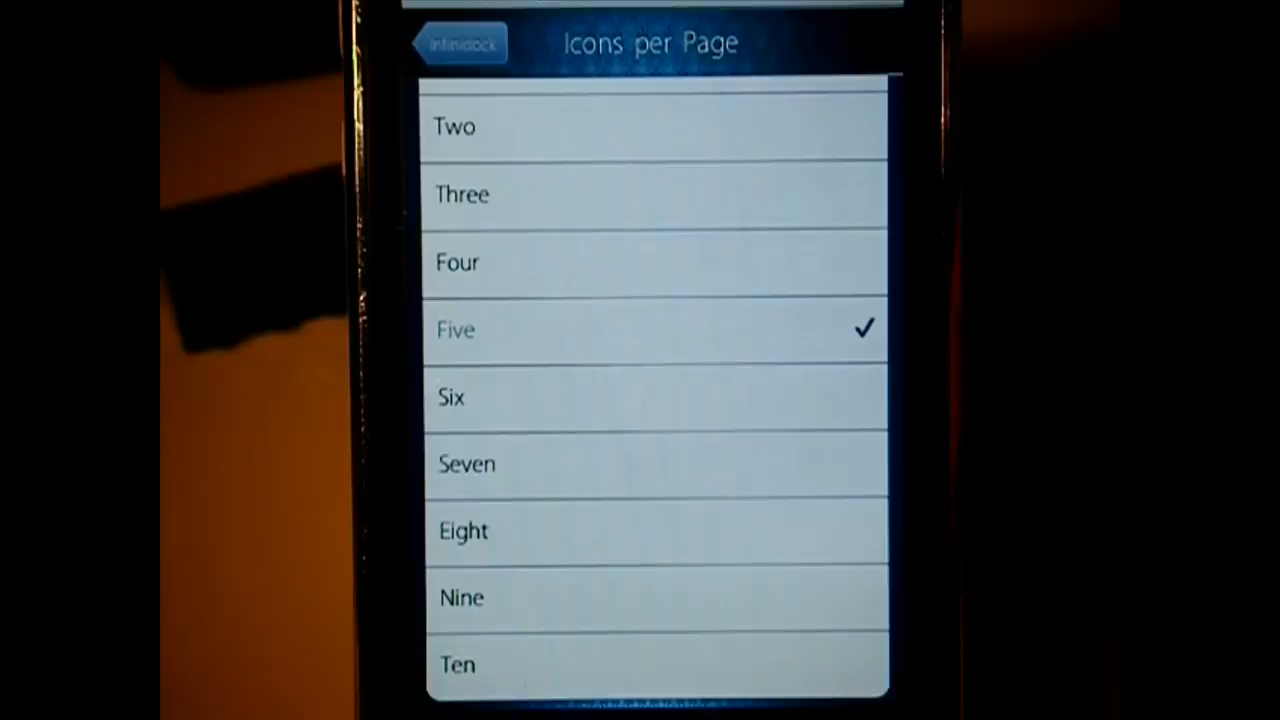 Infinidock
Icons per Page
Two
Three
Four
Five
Six
Seven
Eight
Nine
Ten